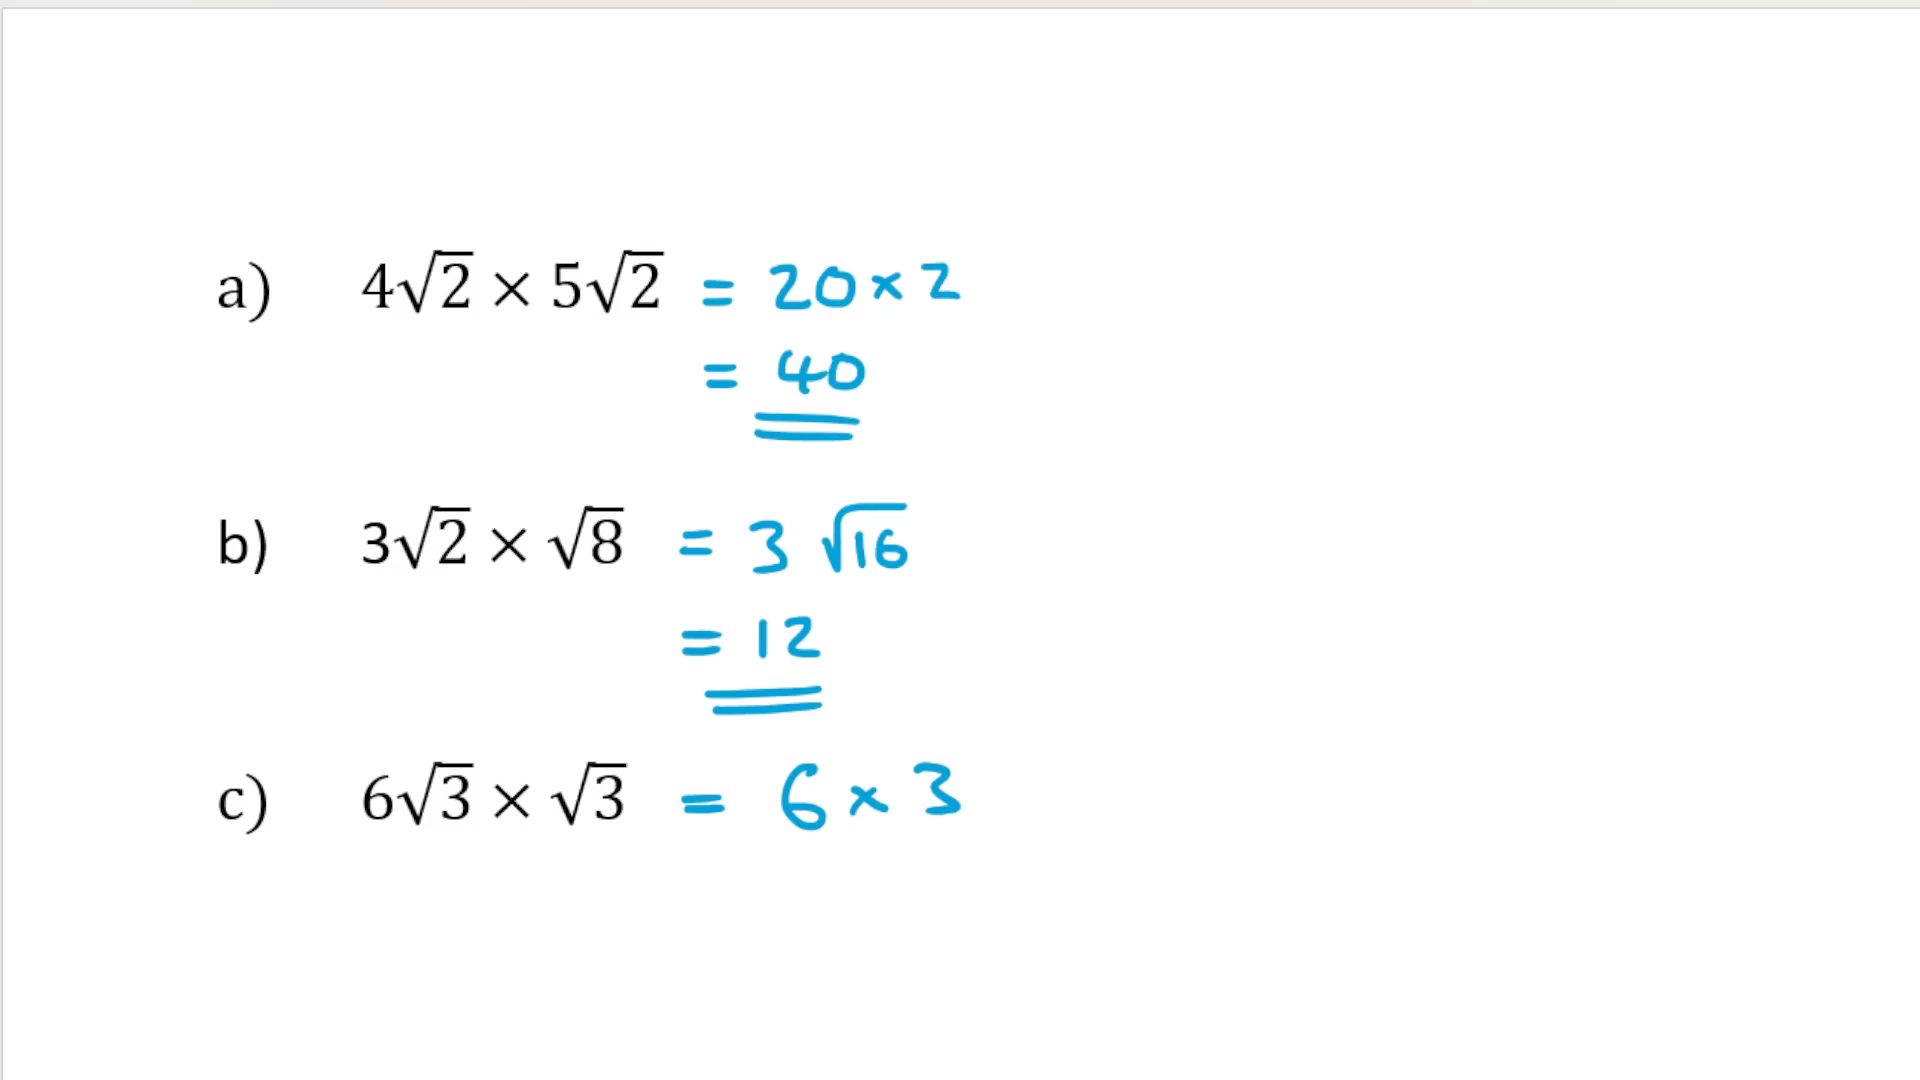 a) 4√2 × 5√2 = 20 × 2
= 40
b) 3√2 × √8 = 3 √16
= 12
c) 6√3 × √3 = 6 × 3